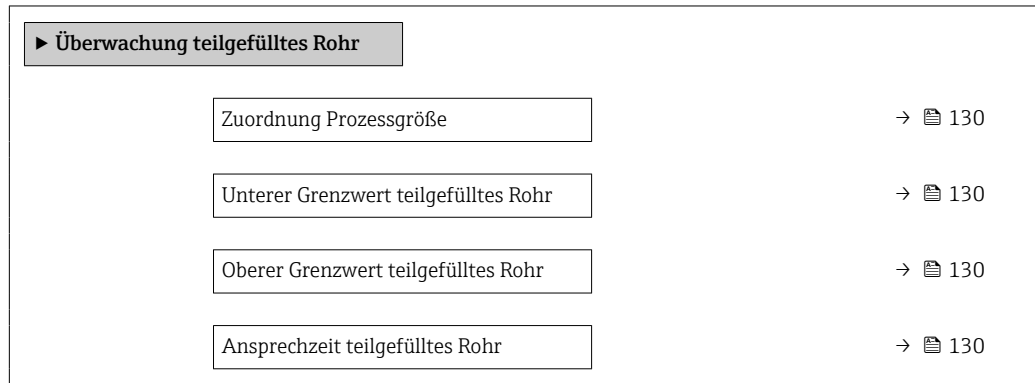 ▶ Überwachung teilgefülltes Rohr
Zuordnung Prozessgröße → 130
Unterer Grenzwert teilgefülltes Rohr → 130
Oberer Grenzwert teilgefülltes Rohr → 130
Ansprechzeit teilgefülltes Rohr → 130